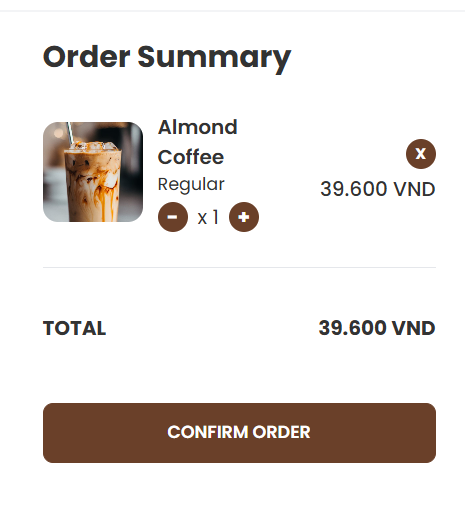 Order Summary
Almond
Coffee
Regular
- x 1 +
X
39.600 VND
TOTAL 39.600 VND
CONFIRM ORDER